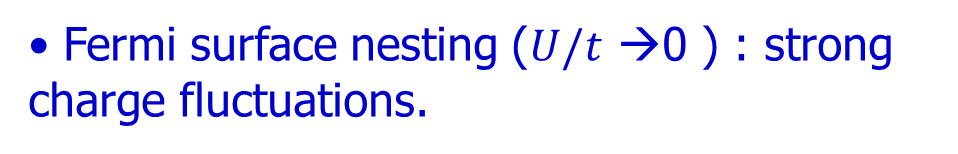 • Fermi surface nesting (𝑈/𝑡 →0 ) : strong
charge fluctuations.